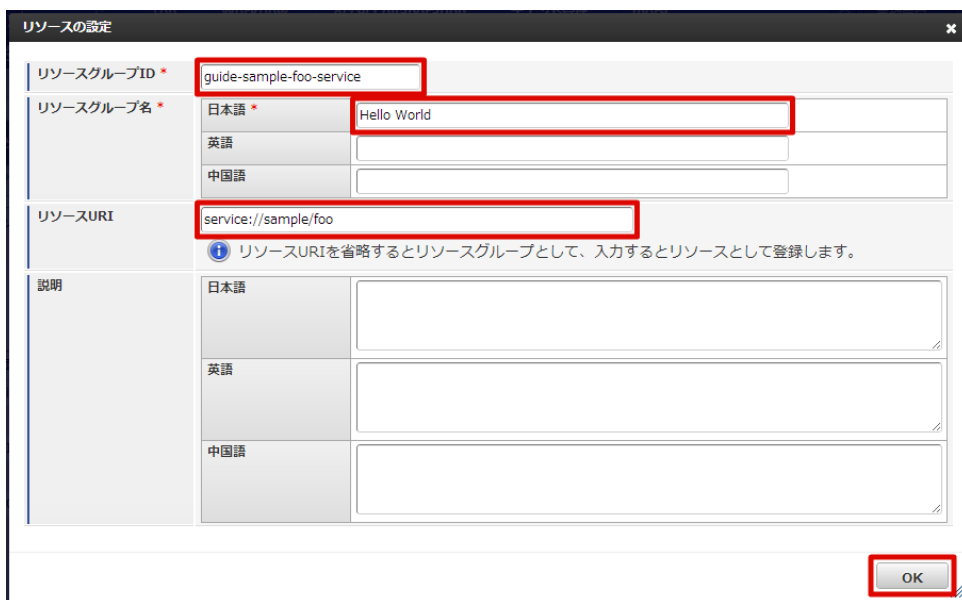 リソースの設定
リソースグループID *
guide-sample-foo-service
リソースグループ名 *
日本語 *
Hello World
英語
中国語
リソースURI
service://sample/foo
リソースURIを省略するとリソースグループとして、入力するとリソースとして登録します。
説明
日本語
英語
中国語
OK